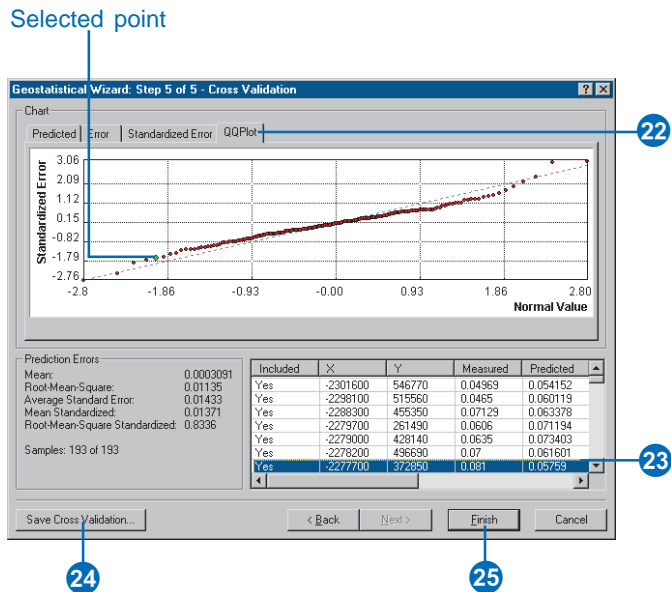 Selected point
Geostatistical Wizard: Step 5 of 5 - Cross Validation
Chart
Predicted Error Standardized Error QQPlot
22
Standardized Error
3.06
2.09
1.12
0.15
-0.82
-1.79
-2.76
-2.8 -1.86 -0.93 -0.00 0.93 1.86 2.80
Normal Value
Prediction Errors
Mean: 0.0003091
Root-Mean-Square: 0.01135
Average Standard Error: 0.01433
Mean Standardized: 0.01371
Root-Mean-Square Standardized: 0.8336
Samples: 193 of 193
Included X Y Measured Predicted
Yes -2301600 546770 0.04969 0.054152
Yes -2298100 515560 0.0465 0.060119
Yes -2288300 455350 0.07129 0.063378
Yes -2279700 261490 0.0606 0.071194
Yes -2279000 428140 0.0635 0.073403
Yes -2278200 496690 0.07 0.061601
Yes -2277700 372850 0.081 0.05759
23
Save Cross Validation... < Back Next > Finish Cancel
24 25